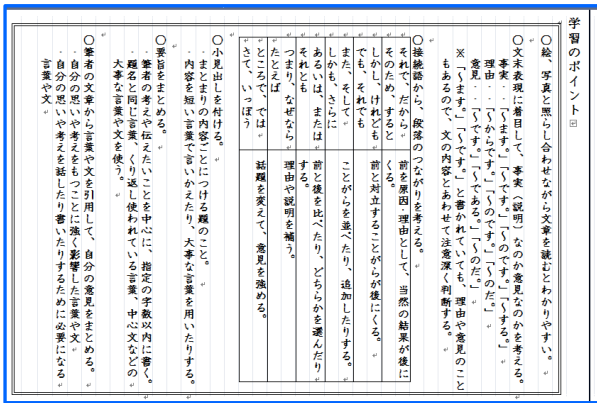 学習のポイント
〇絵、写真と照らし合わせながら文章を読むとわかりやすい。
〇文末表現に着目して、事実（説明）なのか意見なのかを考える。
事実・・「～ます。」「～です。」「～のです。」「～する。」
理由・・「～からです。」「～のです。」「～のだ。」
意見・・「～です。」「～である。」「～のだ。」
※「～ます。」「～です。」と書かれていても、理由や意見のこと
もあるので、文の内容とあわせて注意深く判断する。
〇接続語から、段落のつながりを考える。
それで、だから
そのため、すると
前を原因・理由として、当然の結果が後に
くる。
しかし、けれども
でも、それでも
前と対立することがらが後にくる。
また、そして
しかも、さらに
ことがらを並べたり、追加したりする。
あるいは、または
それとも
前と後を比べたり、どちらかを選んだり
する。
つまり、なぜなら
たとえば
理由や説明を補う。
ところで、では
さて、いっぽう
話題を変えて、意見を強める。
〇小見出しを付ける。
・まとまりの内容ごとにつける題のこと。
・内容を短い言葉で言いかえたり、大事な言葉を用いたりする。
〇要旨をまとめる。
・筆者の考えや伝えたいことを中心に、指定の字数以内に書く。
・題名と同じ言葉、くり返し使われている言葉、中心文などの
大事な言葉や文を使う。
〇筆者の文章から言葉や文を引用して、自分の意見をまとめる。
・自分の思いや考えをもつことに強く影響した言葉や文
・自分の思いや考えを話したり書いたりするために必要になる
言葉や文